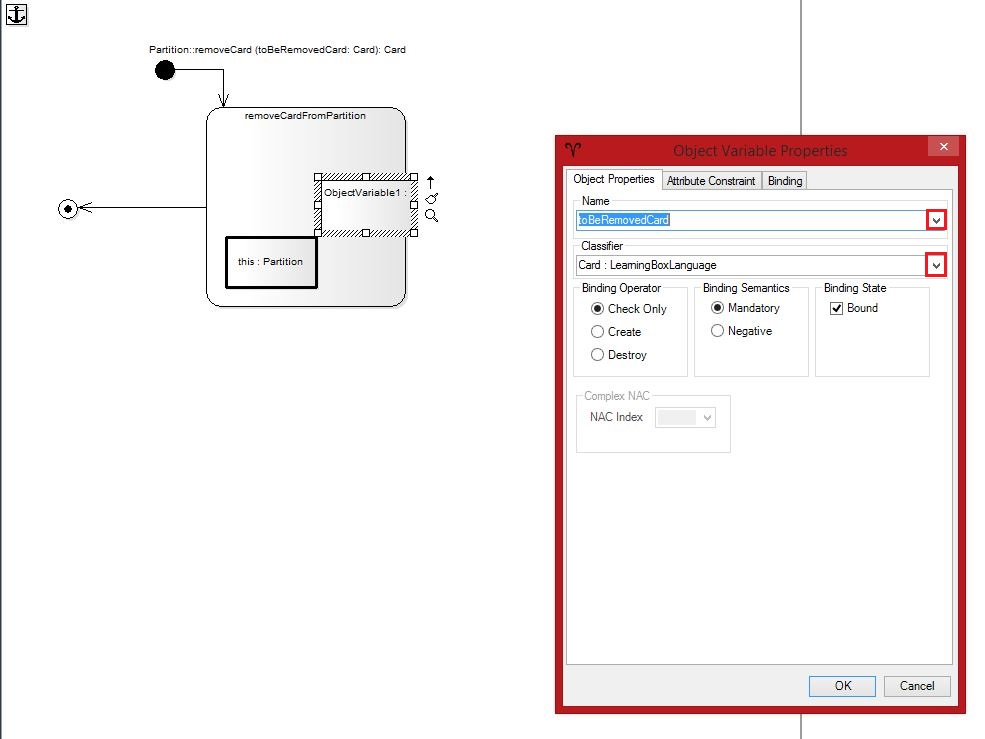 Partition::removeCard (toBeRemovedCard: Card): Card
removeCardFromPartition
ObjectVariable1 :
this : Partition
Object Variable Properties
Object Properties
Attribute Constraint
Binding
Name
toBeRemovedCard
Classifier
Card : LearningBoxLanguage
Binding Operator
Check Only
Create
Destroy
Binding Semantics
Mandatory
Negative
Binding State
Bound
Complex NAC
NAC Index
OK
Cancel